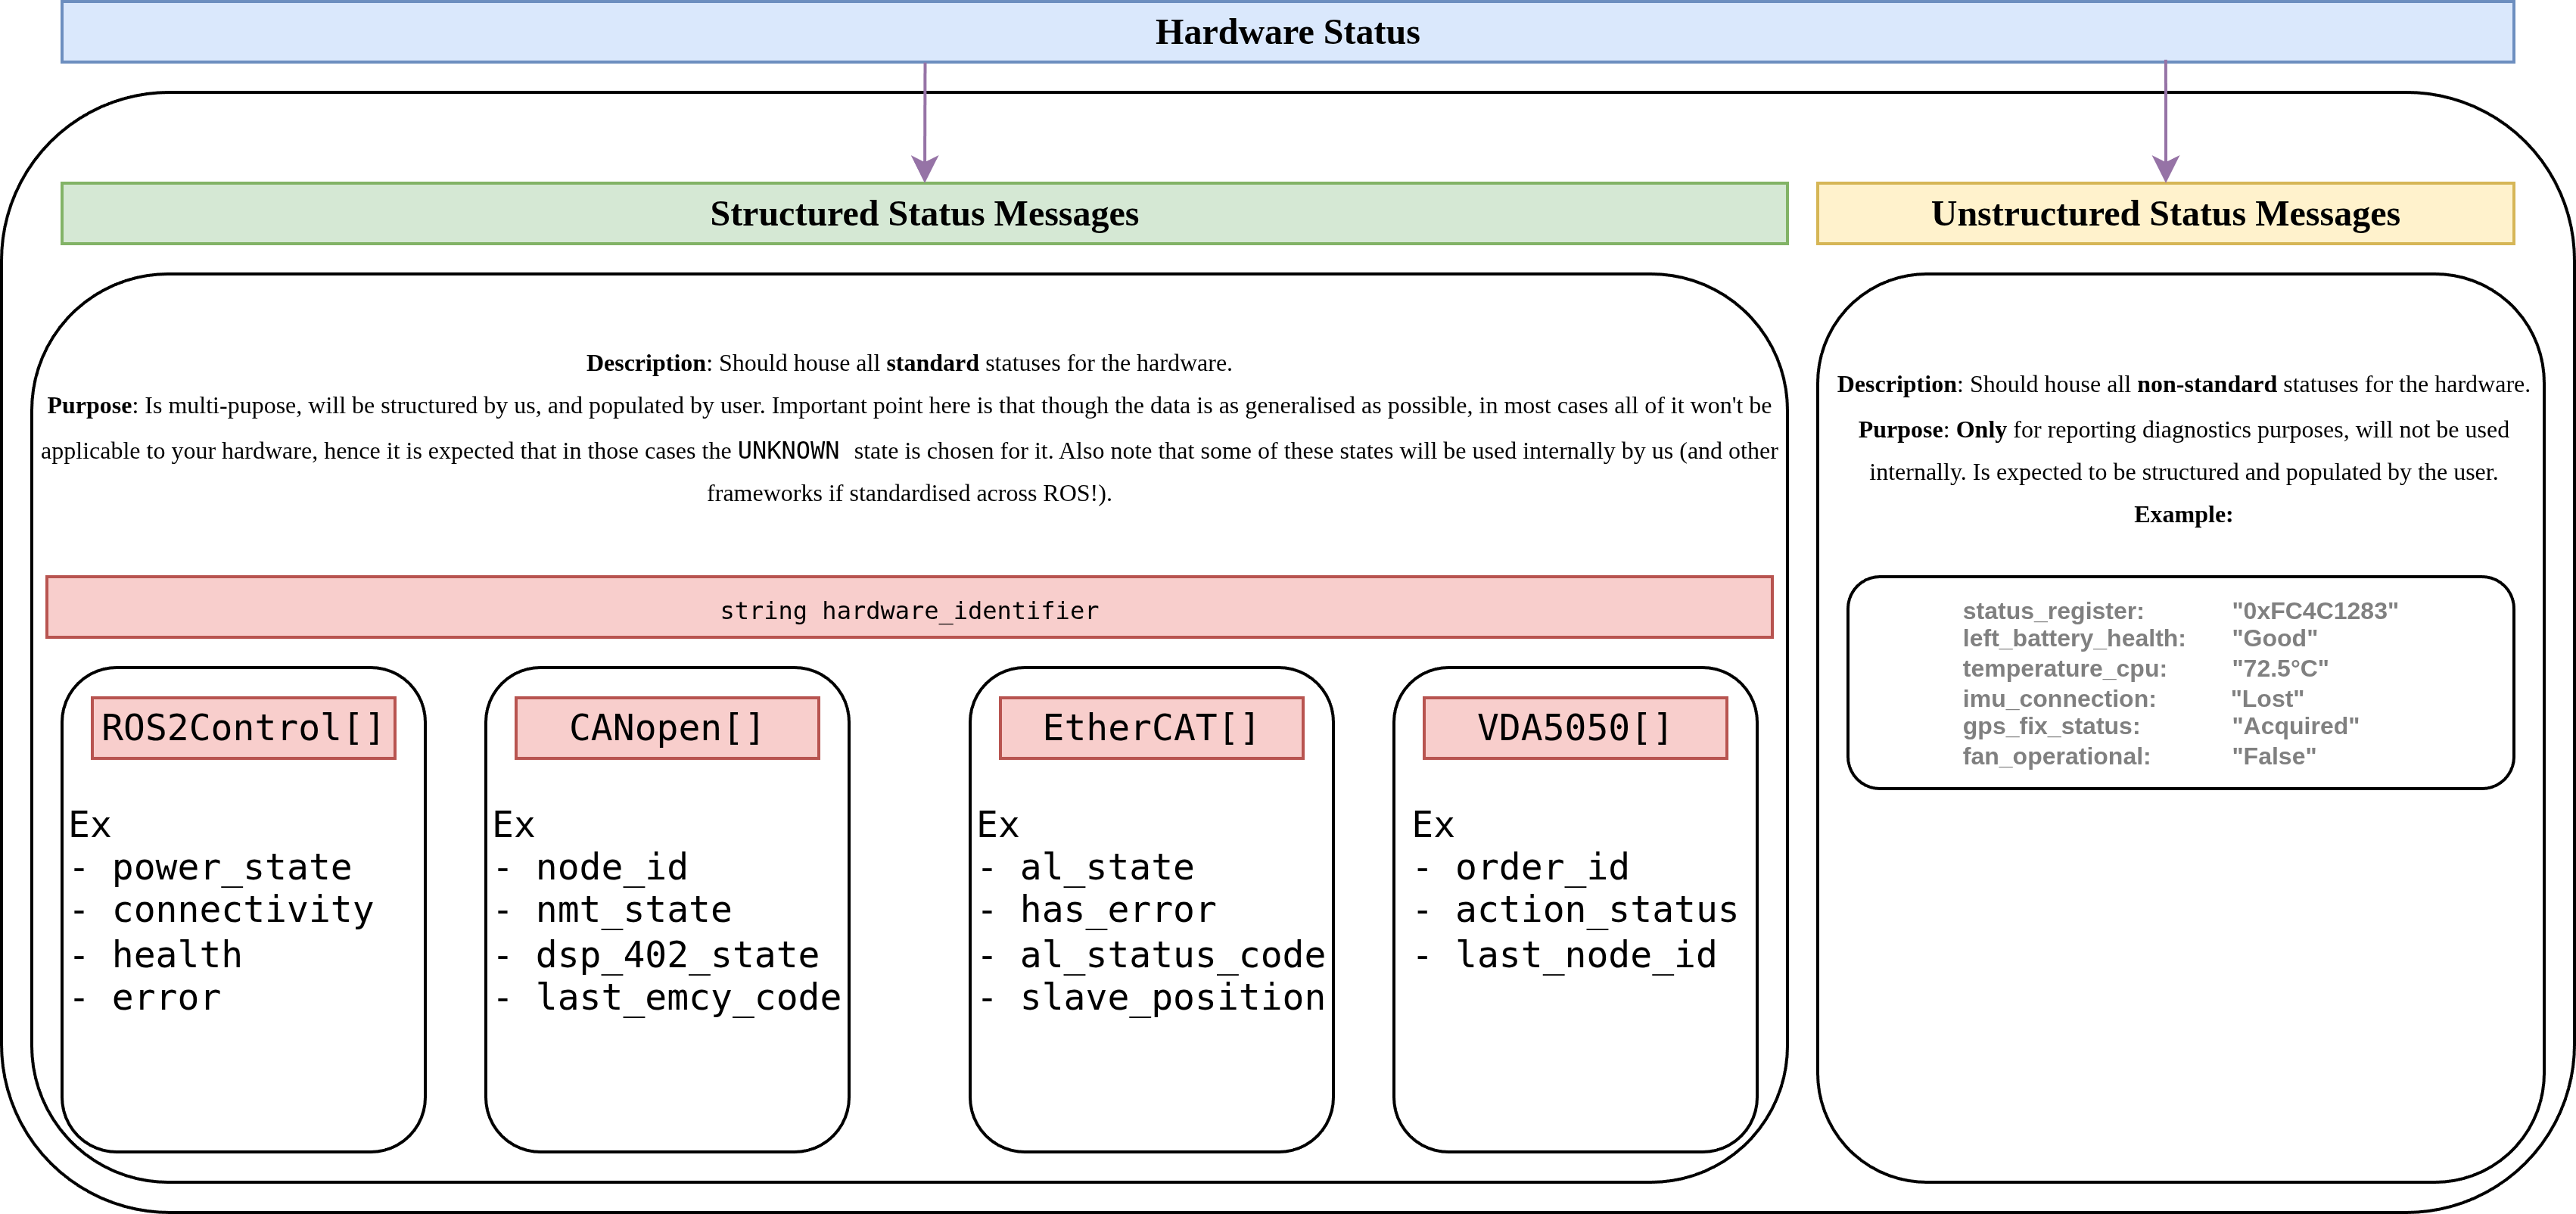 Hardware Status
Structured Status Messages
Unstructured Status Messages
Description: Should house all standard statuses for the hardware.
Purpose: Is multi-pupose, will be structured by us, and populated by user. Important point here is that though the data is as generalised as possible, in most cases all of it won't be
applicable to your hardware, hence it is expected that in those cases the UNKNOWN state is chosen for it. Also note that some of these states will be used internally by us (and other
frameworks if standardised across ROS!).
string hardware_identifier
ROS2Control[]
Ex
- power_state
- connectivity
- health
- error
CANopen[]
Ex
- node_id
- nmt_state
- dsp_402_state
- last_emcy_code
EtherCAT[]
Ex
- al_state
- has_error
- al_status_code
- slave_position
VDA5050[]
Ex
- order_id
- action_status
- last_node_id
Description: Should house all non-standard statuses for the hardware.
Purpose: Only for reporting diagnostics purposes, will not be used
internally. Is expected to be structured and populated by the user.
Example:
status_register: "0xFC4C1283"
left_battery_health: "Good"
temperature_cpu: "72.5°C"
imu_connection: "Lost"
gps_fix_status: "Acquired"
fan_operational: "False"